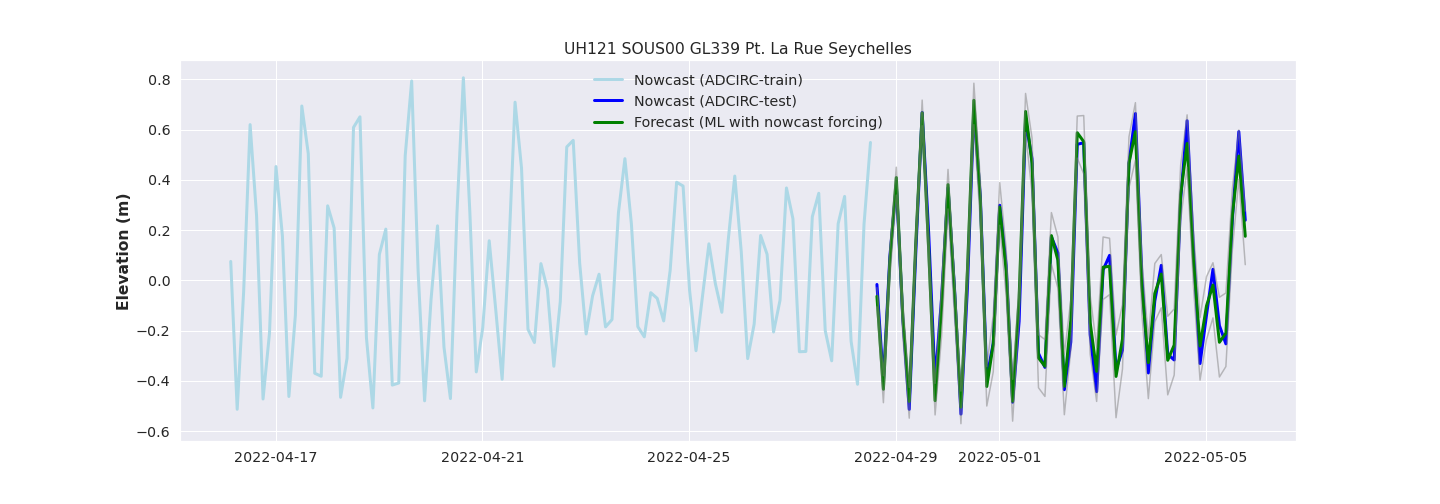 UH121 SOUS00 GL339 Pt. La Rue Seychelles
Nowcast (ADCIRC-train)
Nowcast (ADCIRC-test)
Forecast (ML with nowcast forcing)
Elevation (m)
0.8
0.6
0.4
0.2
0.0
−0.2
−0.4
−0.6
2022-04-17 2022-04-21 2022-04-25 2022-04-29 2022-05-01 2022-05-05